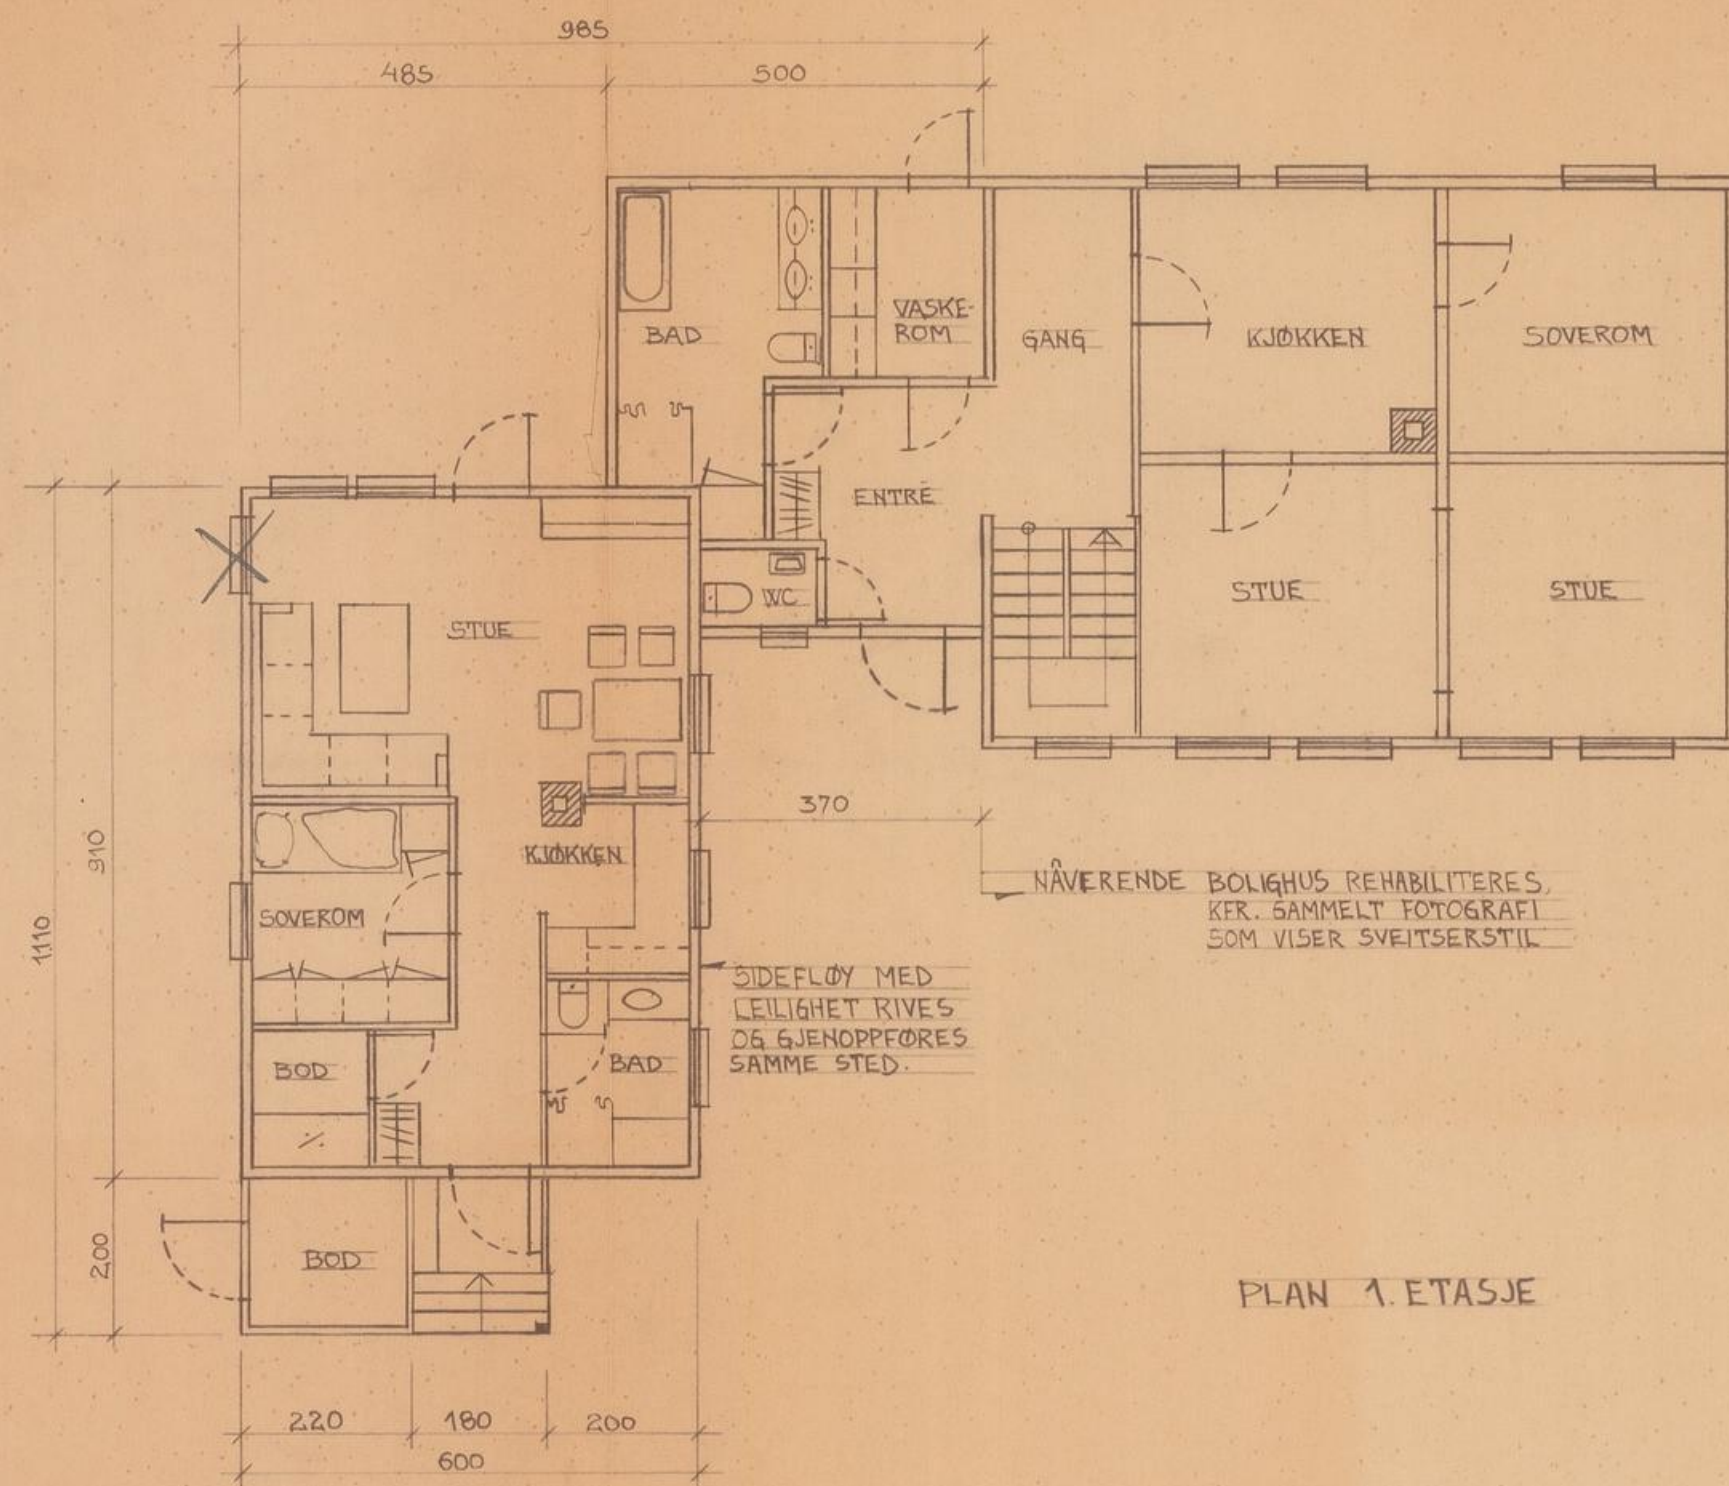 985
485
500
BAD
VASKE-
ROM
GANG
KJØKKEN
SOVEROM
ENTRÉ
WC
STUE
STUE
STUE
370
KJØKKEN
SOVEROM
910
1110
NÅVERENDE BOLIGHUS REHABILITERES,
KFR. GAMMELT FOTOGRAFI
SOM VISER SVEITSERSTIL
SIDEFLØY MED
LEILIGHET RIVES
OG GJENOPPFØRES
SAMME STED.
BOD
BAD
200
BOD
PLAN 1. ETASJE
220
180
200
600